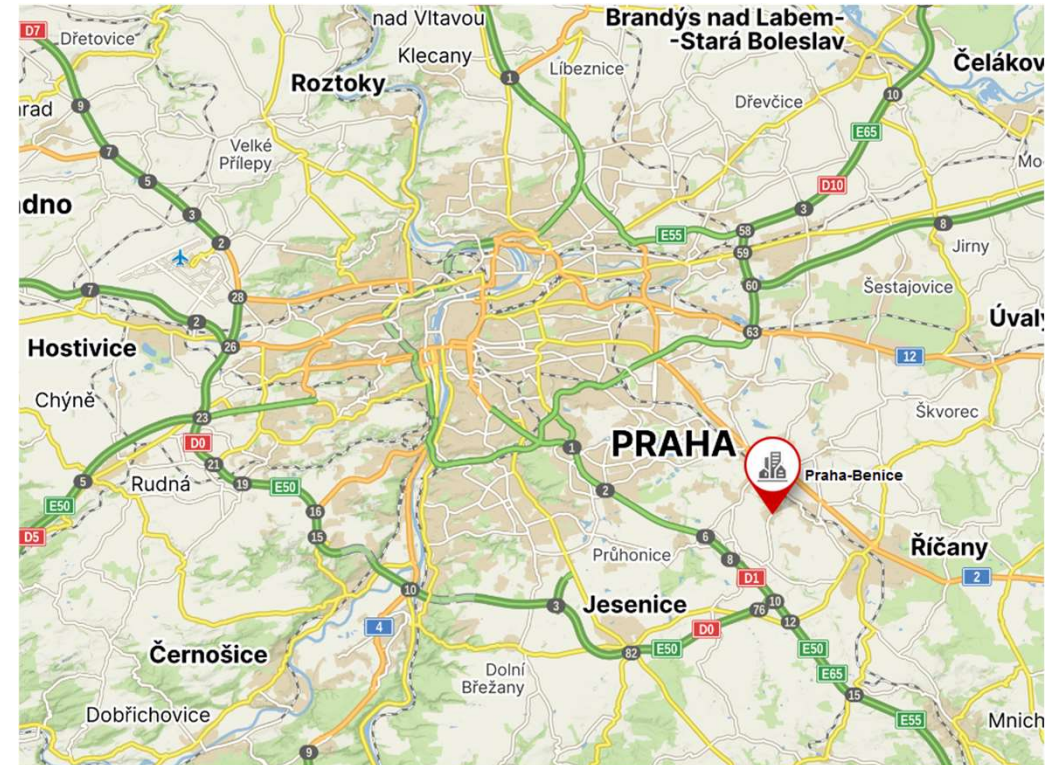 nad Vltavou
Brandýs nad Labem-
-Stará Boleslav
D7
Dřetovice
Klecany
Líbeznice
Čelákov
1
Roztoky
10
9
Dřevčice
nrad
E65
Velké
Přílepy
7
Mo
5
D10
dno
3
3
2
E55
58
8
59
Jirny
7
28
60
Šestajovice
2
63
Úvaly
Hostivice
26
12
Chýně
23
Škvorec
D0
PRAHA
1
21
Praha-Benice
5
Rudná
19
E50
2
E50
16
D5
15
6
Průhonice
8
Říčany
D1
2
10
3
Jesenice
76
10
4
D0
12
Černošice
82
E50
E50
Dolní
Břežany
E65
15
Dobřichovice
E55
Mnich
9